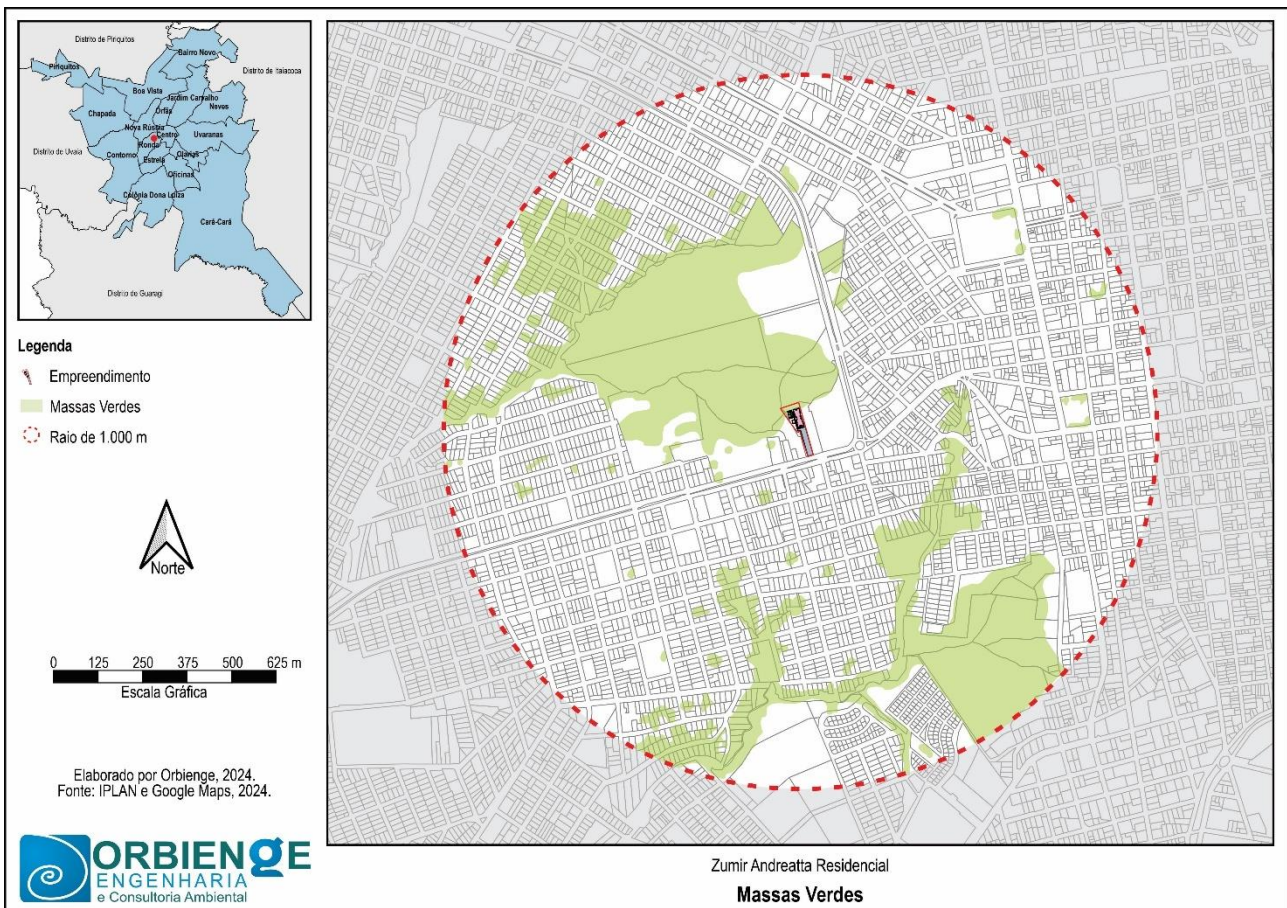 Distrito de Piriquitos
Bairro Novo
Distrito de Itaiacoca
Piriquitos
Boa Vista
Jardim Carvalho
Neves
Chapada
Órfãs
Nova Rússia
Centro
Uvaranas
Ronda
Distrito de Uvaia
Contorno
Olarias
Estrela
Oficinas
Colônia Dona Luiza
Cará-Cará
Distrito de Guaragi
Legenda
Empreendimento
Massas Verdes
Raio de 1.000 m
Norte
0 125 250 375 500 625 m
Escala Gráfica
Elaborado por Orbienge, 2024.
Fonte: IPLAN e Google Maps, 2024.
ORBIENGE
ENGENHARIA
e Consultoria Ambiental
Zumir Andreatta Residencial
Massas Verdes